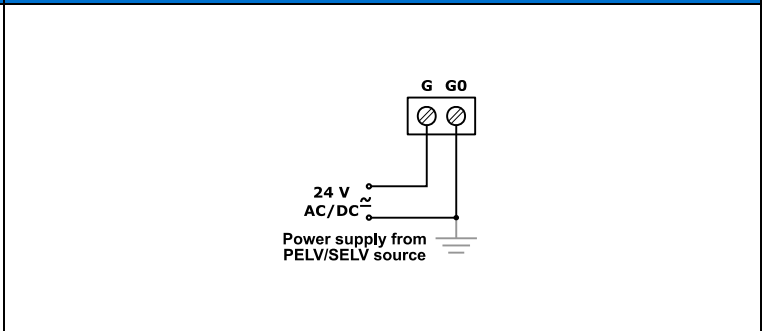 G G0
24 V
AC/DC
Power supply from
PELV/SELV source